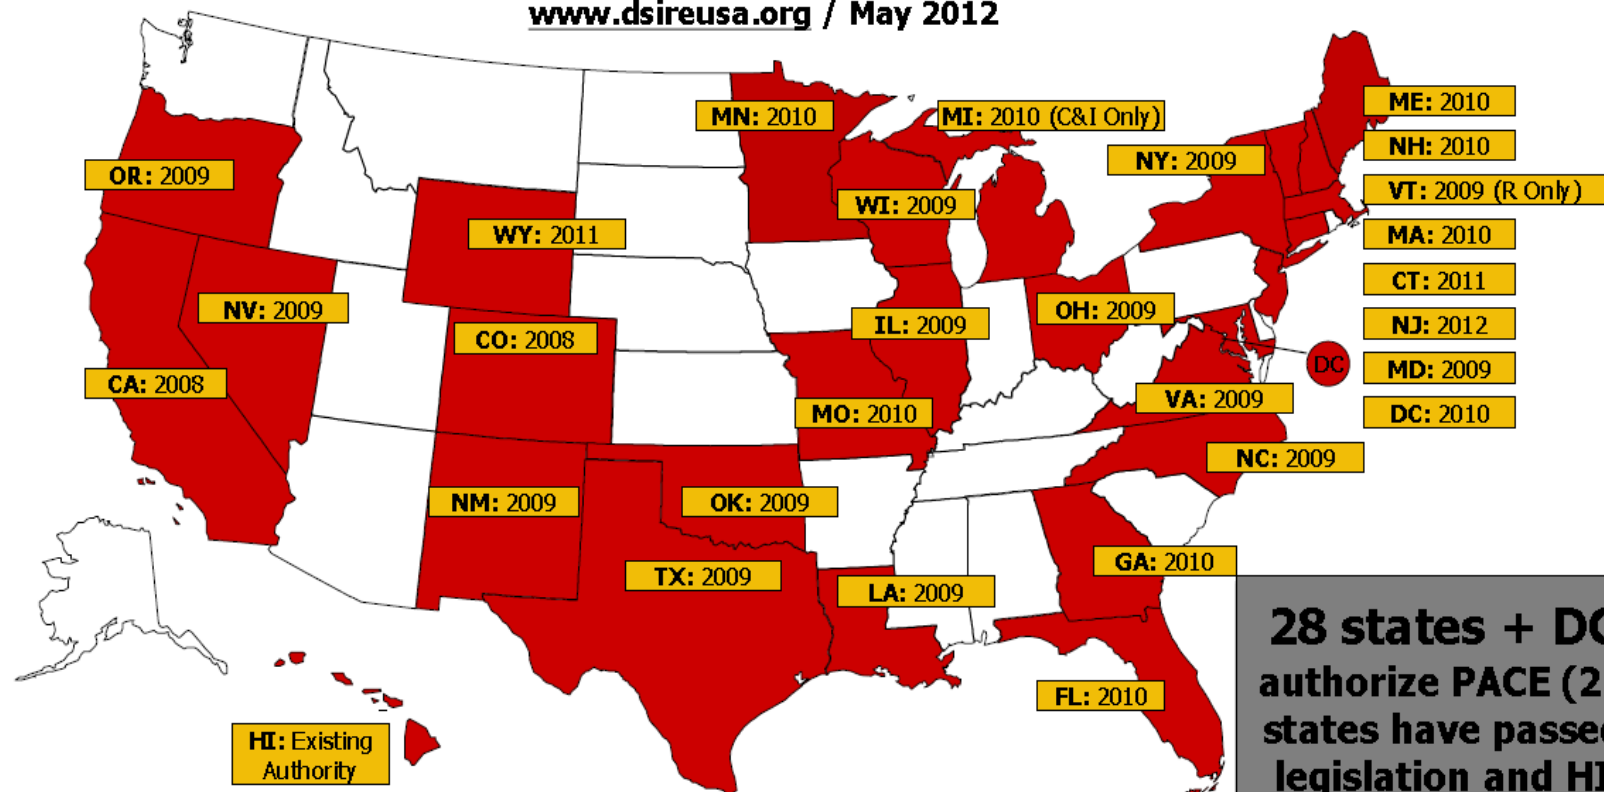 www.dsireusa.org / May 2012
MN: 2010
MI: 2010 (C&I Only)
ME: 2010
NH: 2010
NY: 2009
OR: 2009
VT: 2009 (R Only)
WI: 2009
WY: 2011
MA: 2010
CT: 2011
NV: 2009
OH: 2009
IL: 2009
NJ: 2012
CO: 2008
DC
MD: 2009
CA: 2008
VA: 2009
MO: 2010
DC: 2010
NC: 2009
NM: 2009
OK: 2009
GA: 2010
TX: 2009
LA: 2009
28 states + DC
authorize PACE (2
states have passed
legislation and HI
FL: 2010
HI: Existing
Authority